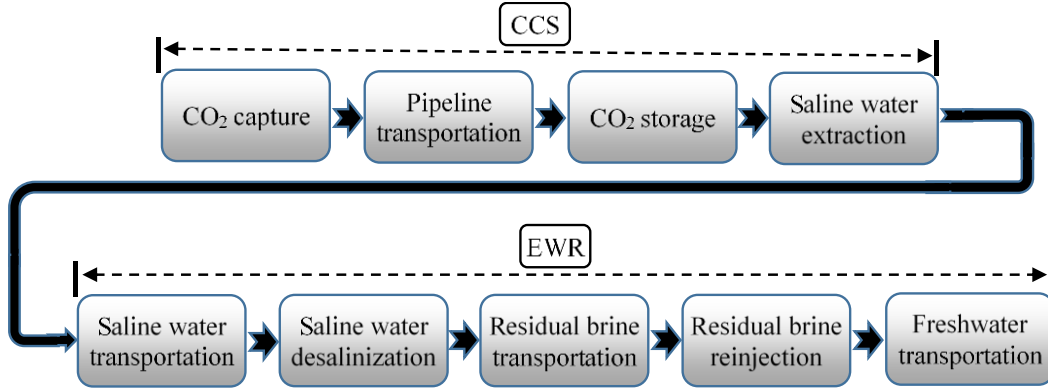 CCS
CO₂ capture
Pipeline
transportation
CO₂ storage
Saline water
extraction
EWR
Saline water
transportation
Saline water
desalinization
Residual brine
transportation
Residual brine
reinjection
Freshwater
transportation